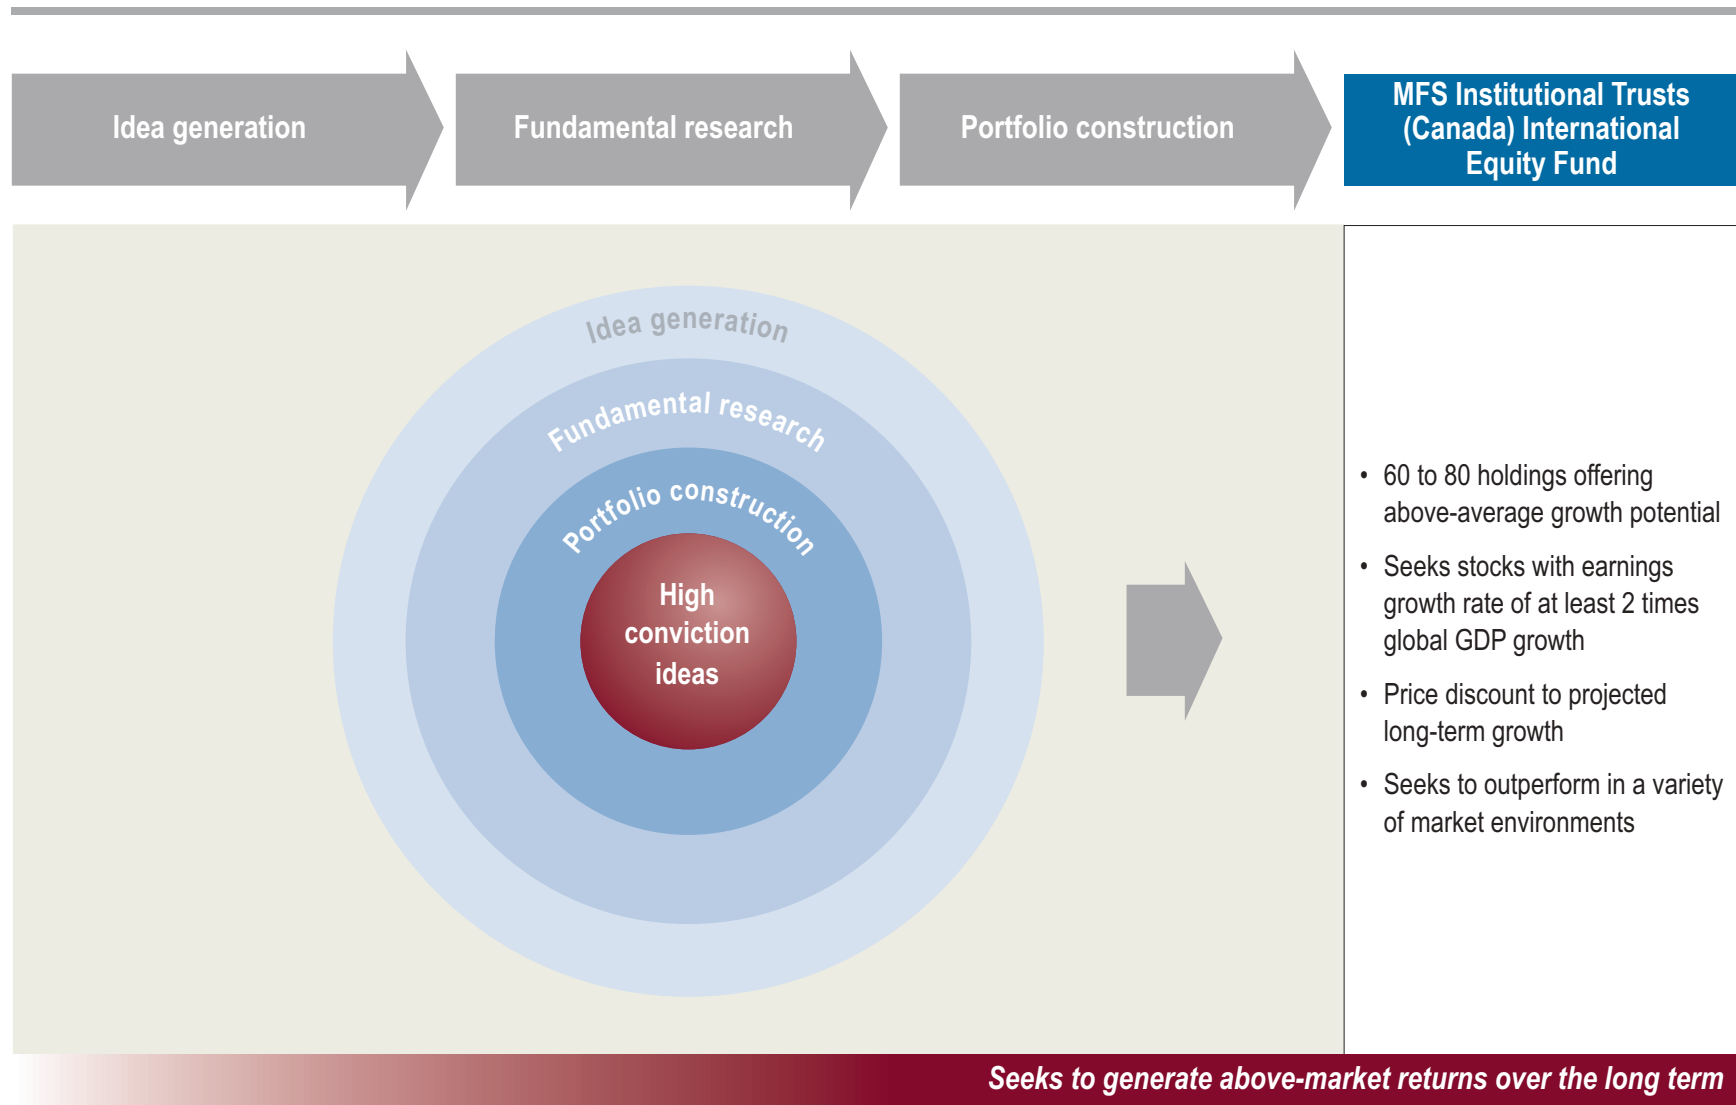 Idea generation
Fundamental research
Portfolio construction
MFS Institutional Trusts
(Canada) International
Equity Fund
Idea generation
Fundamental research
Portfolio construction
High
conviction
ideas
• 60 to 80 holdings offering
above-average growth potential
• Seeks stocks with earnings
growth rate of at least 2 times
global GDP growth
• Price discount to projected
long-term growth
• Seeks to outperform in a variety
of market environments
Seeks to generate above-market returns over the long term